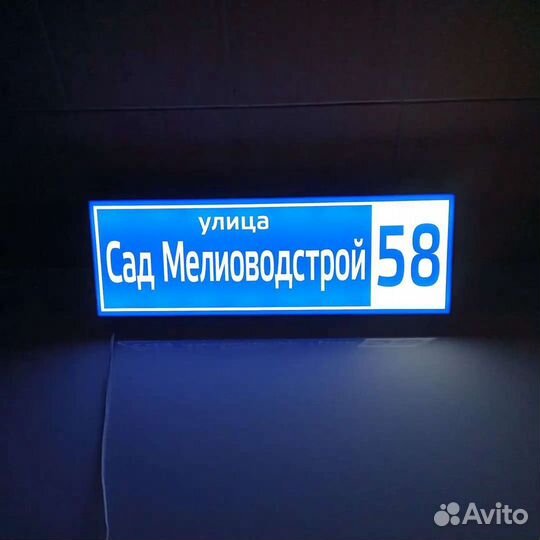 улица
Сад Мелиоводстрой
58
Avito